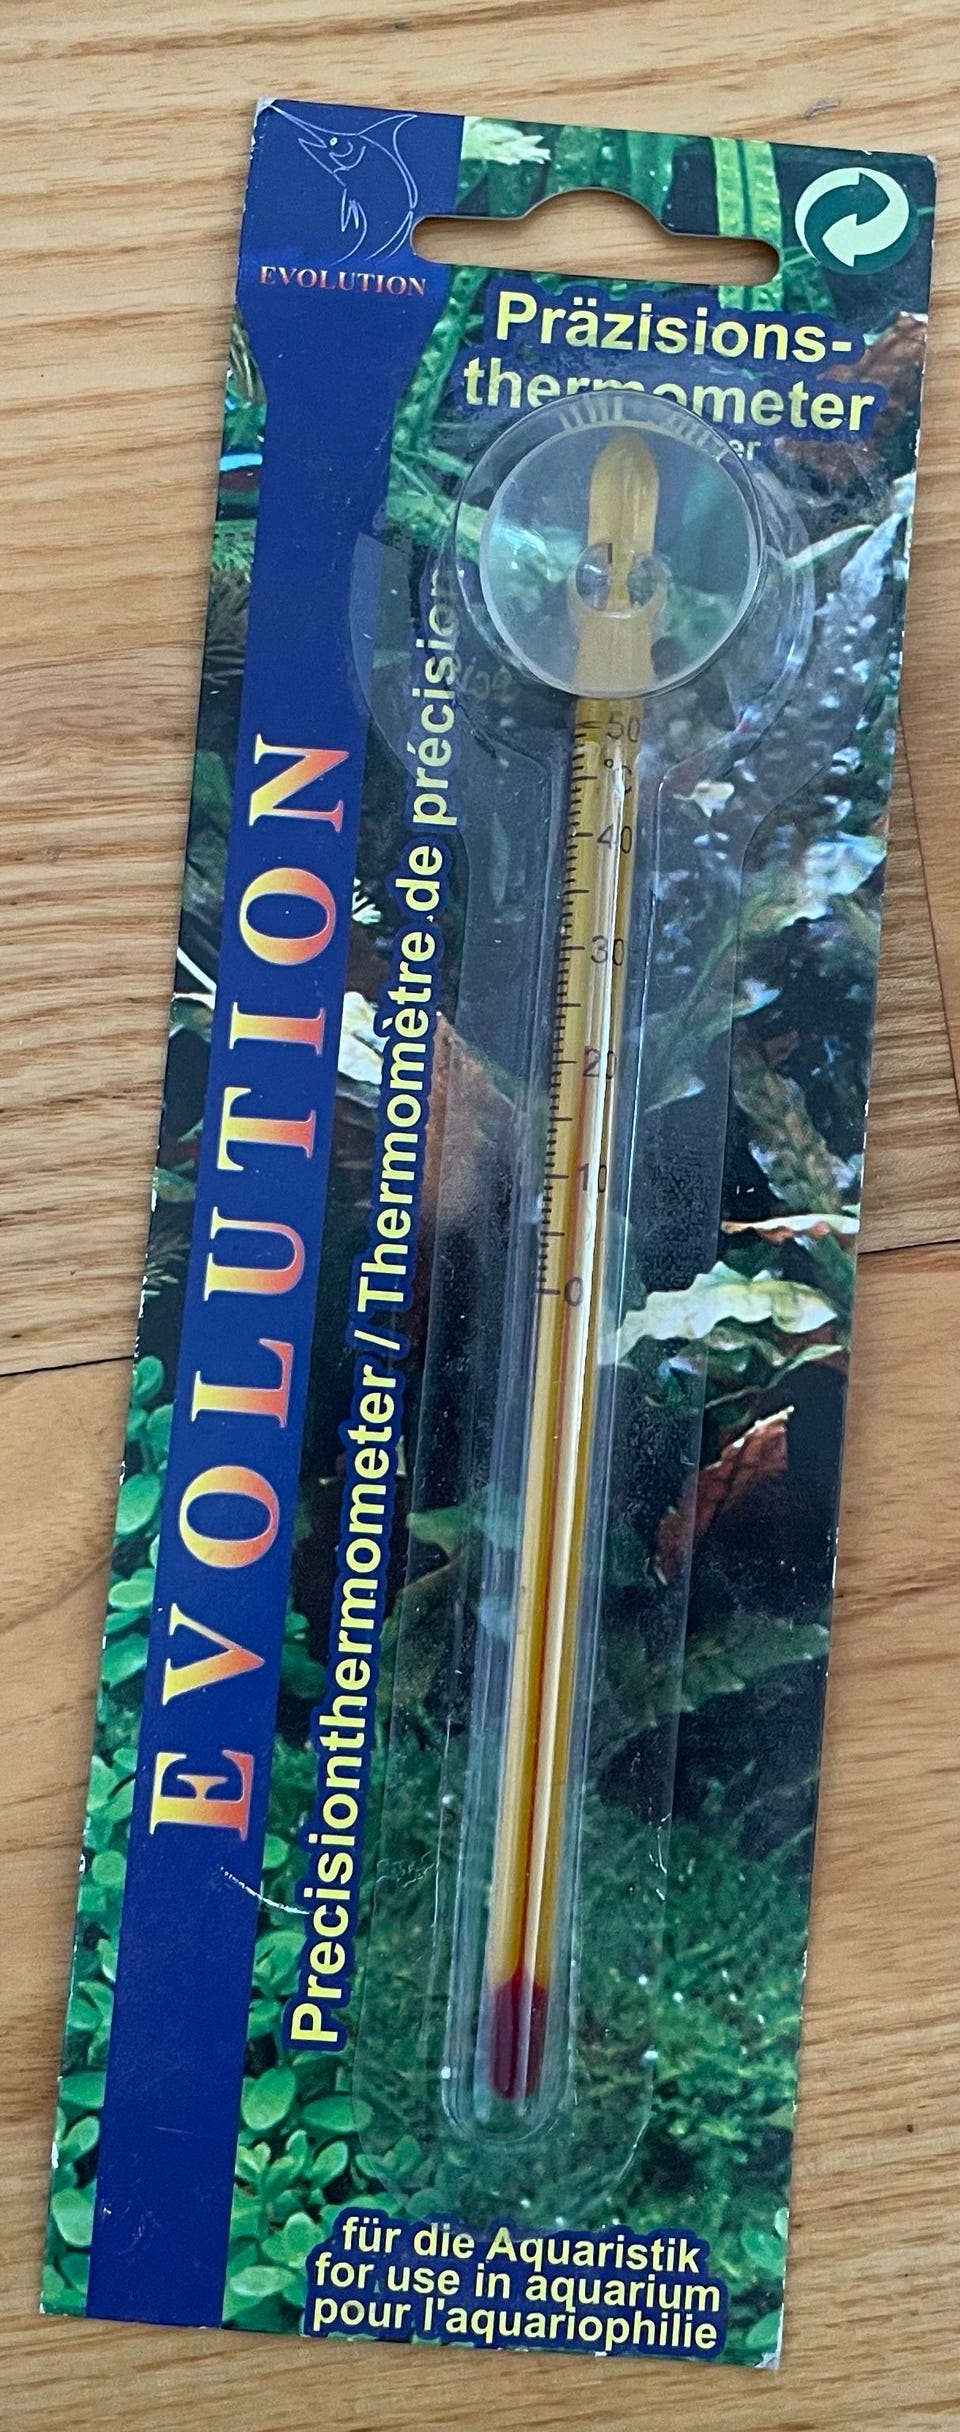 EVOLUTION
Präzisions-
thermometer
EVOLUTION
Precisionthermometer / Thermomètre de précision
50
°C
40
30
20
10
0
für die Aquaristik
for use in aquarium
pour l'aquariophilie